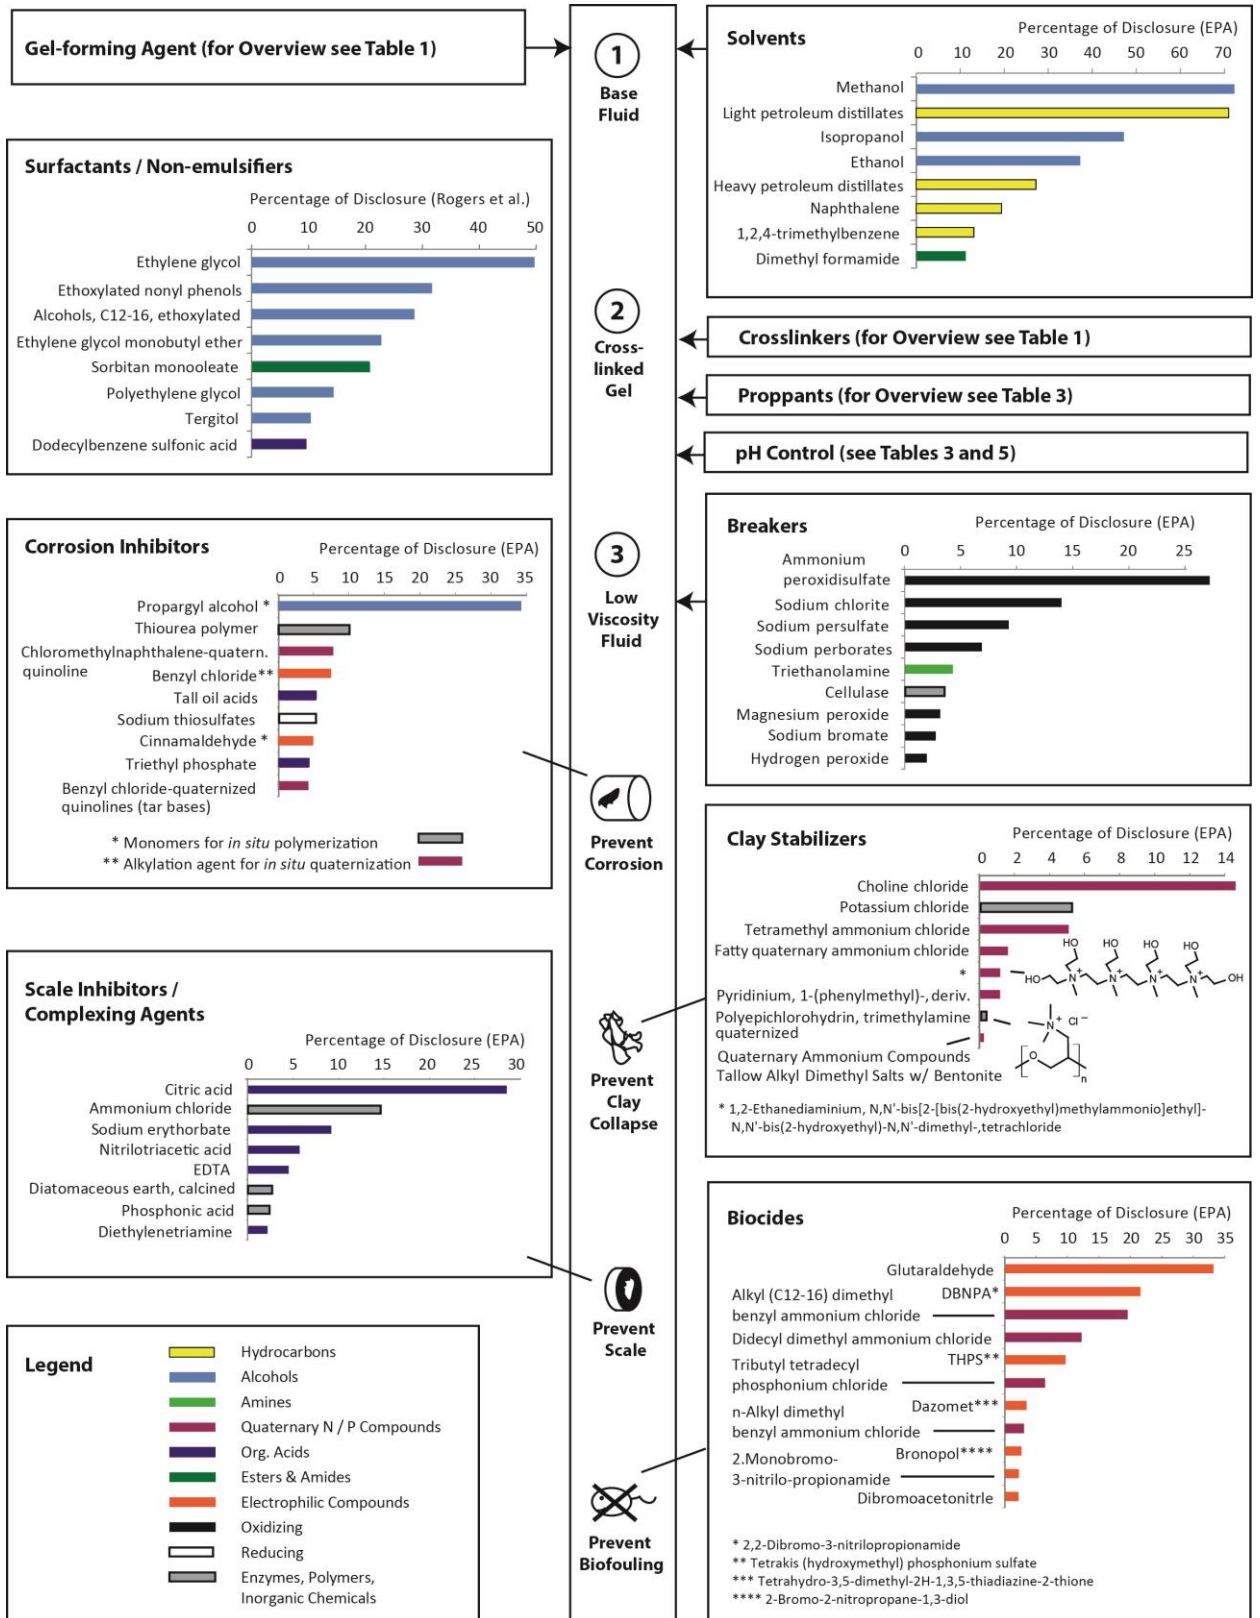 Gel-forming Agent (for Overview see Table 1)
1
Base
Fluid
Solvents
Percentage of Disclosure (EPA)
0 10 20 30 40 50 60 70
Methanol
Light petroleum distillates
Isopropanol
Ethanol
Heavy petroleum distillates
Naphthalene
1,2,4-trimethylbenzene
Dimethyl formamide
Surfactants / Non-emulsifiers
Percentage of Disclosure (Rogers et al.)
0 10 20 30 40 50
Ethylene glycol
Ethoxylated nonyl phenols
Alcohols, C12-16, ethoxylated
Ethylene glycol monobutyl ether
Sorbitan monooleate
Polyethylene glycol
Tergitol
Dodecylbenzene sulfonic acid
2
Cross-
linked
Gel
Crosslinkers (for Overview see Table 1)
Proppants (for Overview see Table 3)
pH Control (see Tables 3 and 5)
Corrosion Inhibitors
Percentage of Disclosure (EPA)
0 5 10 15 20 25 30 35
Propargyl alcohol *
Thiourea polymer
Chloromethylnaphthalene-quatern.
quinoline
Benzyl chloride**
Tall oil acids
Sodium thiosulfates
Cinnamaldehyde *
Triethyl phosphate
Benzyl chloride-quaternized
quinolines (tar bases)
* Monomers for in situ polymerization
** Alkylation agent for in situ quaternization
3
Low
Viscosity
Fluid
Breakers
Percentage of Disclosure (EPA)
0 5 10 15 20 25
Ammonium
peroxidisulfate
Sodium chlorite
Sodium persulfate
Sodium perborates
Triethanolamine
Cellulase
Magnesium peroxide
Sodium bromate
Hydrogen peroxide
Prevent
Corrosion
Clay Stabilizers
Percentage of Disclosure (EPA)
0 2 4 6 8 10 12 14
Choline chloride
Potassium chloride
Tetramethyl ammonium chloride
Fatty quaternary ammonium chloride
*
Pyridinium, 1-(phenylmethyl)-, deriv.
Polyepichlorohydrin, trimethylamine
quaternized
Quaternary Ammonium Compounds
Tallow Alkyl Dimethyl Salts w/ Bentonite
HO HO HO HO
HO N+ N+ N+ N+ OH
N+ Cl−
O
n
* 1,2-Ethanediaminium, N,N'-bis[2-[bis(2-hydroxyethyl)methylammonio]ethyl]-
N,N'-bis(2-hydroxyethyl)-N,N'-dimethyl-,tetrachloride
Scale Inhibitors /
Complexing Agents
Percentage of Disclosure (EPA)
0 5 10 15 20 25 30
Citric acid
Ammonium chloride
Sodium erythorbate
Nitrilotriacetic acid
EDTA
Diatomaceous earth, calcined
Phosphonic acid
Diethylenetriamine
Prevent
Clay
Collapse
Prevent
Scale
Biocides
Percentage of Disclosure (EPA)
0 5 10 15 20 25 30 35
Glutaraldehyde
DBNPA*
Alkyl (C12-16) dimethyl
benzyl ammonium chloride
Didecyl dimethyl ammonium chloride
THPS**
Tributyl tetradecyl
phosphonium chloride
Dazomet***
n-Alkyl dimethyl
benzyl ammonium chloride
Bronopol****
2.Monobromo-
3-nitrilo-propionamide
Dibromoacetonitrle
* 2,2-Dibromo-3-nitrilopropionamide
** Tetrakis (hydroxymethyl) phosphonium sulfate
*** Tetrahydro-3,5-dimethyl-2H-1,3,5-thiadiazine-2-thione
**** 2-Bromo-2-nitropropane-1,3-diol
Legend
Hydrocarbons
Alcohols
Amines
Quaternary N / P Compounds
Org. Acids
Esters & Amides
Electrophilic Compounds
Oxidizing
Reducing
Enzymes, Polymers,
Inorganic Chemicals
Prevent
Biofouling